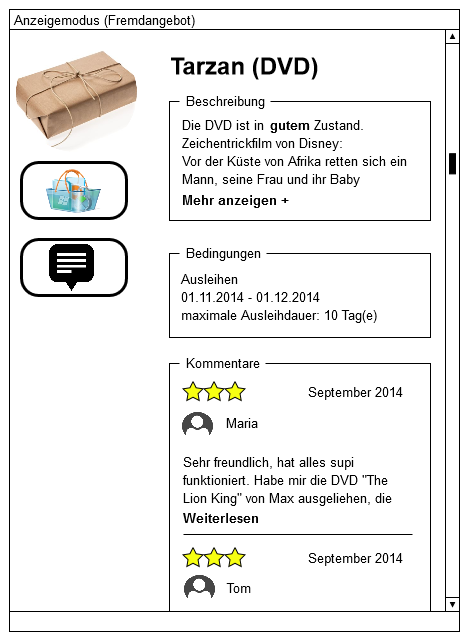 Anzeigemodus (Fremdangebot)
Tarzan (DVD)
Beschreibung
Die DVD ist in gutem Zustand.
Zeichentrickfilm von Disney:
Vor der Küste von Afrika retten sich ein
Mann, seine Frau und ihr Baby
Mehr anzeigen +
Bedingungen
Ausleihen
01.11.2014 - 01.12.2014
maximale Ausleihdauer: 10 Tag(e)
Kommentare
September 2014
Maria
Sehr freundlich, hat alles supi
funktioniert. Habe mir die DVD "The
Lion King" von Max ausgeliehen, die
Weiterlesen
September 2014
Tom